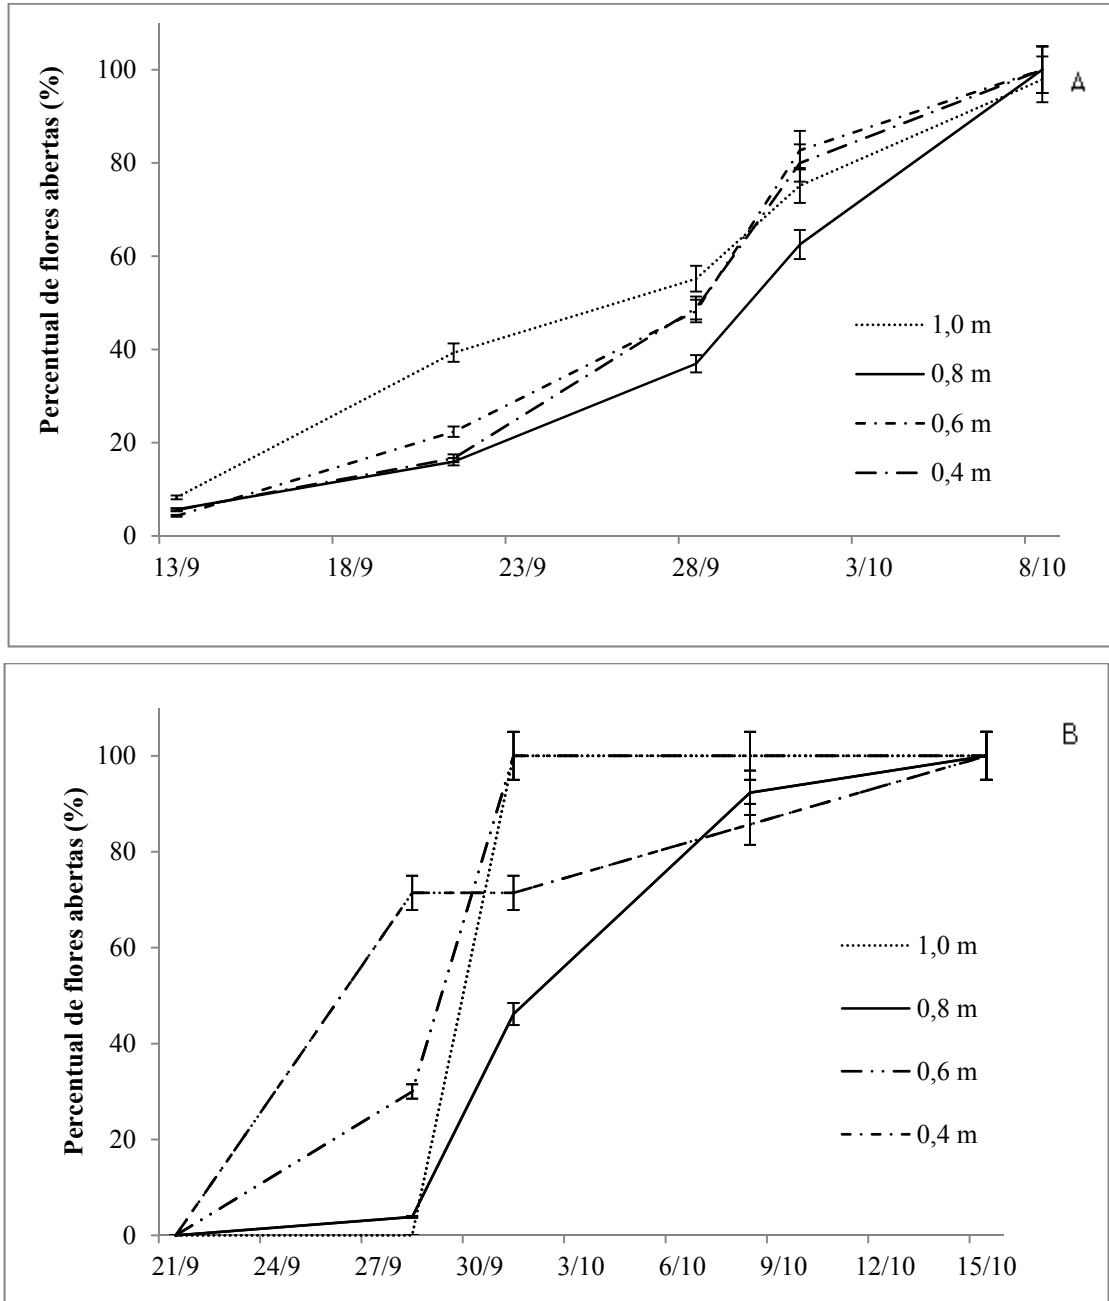 Percentual de flores abertas (%)
100
80
60
40
20
0
A
1,0 m
0,8 m
0,6 m
0,4 m
13/9 18/9 23/9 28/9 3/10 8/10
Percentual de flores abertas (%)
100
80
60
40
20
0
B
1,0 m
0,8 m
0,6 m
0,4 m
21/9 24/9 27/9 30/9 3/10 6/10 9/10 12/10 15/10